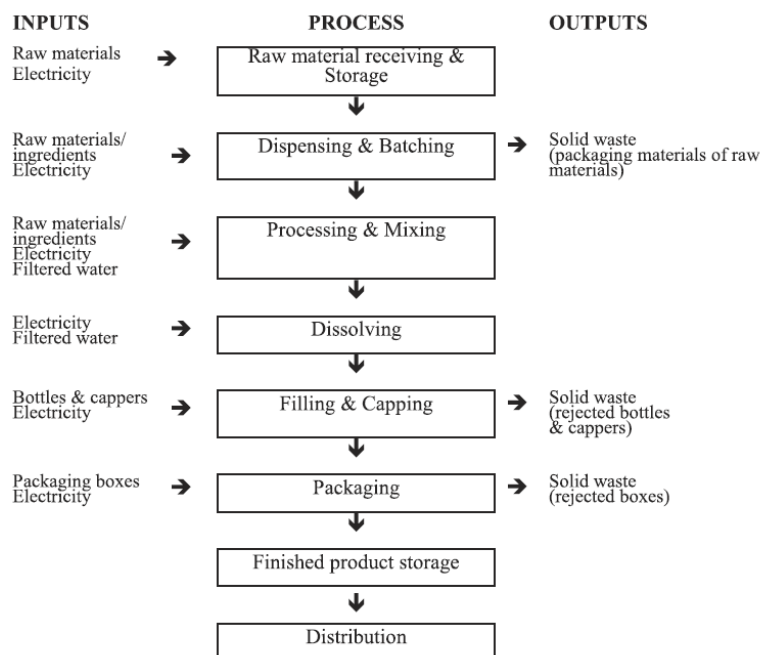 INPUTS PROCESS OUTPUTS
Raw materials
Electricity
Raw material receiving &
Storage
Raw materials/
ingredients
Electricity
Dispensing & Batching
Solid waste
(packaging materials of raw
materials)
Raw materials/
ingredients
Electricity
Filtered water
Processing & Mixing
Electricity
Filtered water
Dissolving
Bottles & cappers
Electricity
Filling & Capping
Solid waste
(rejected bottles
& cappers)
Packaging boxes
Electricity
Packaging
Solid waste
(rejected boxes)
Finished product storage
Distribution